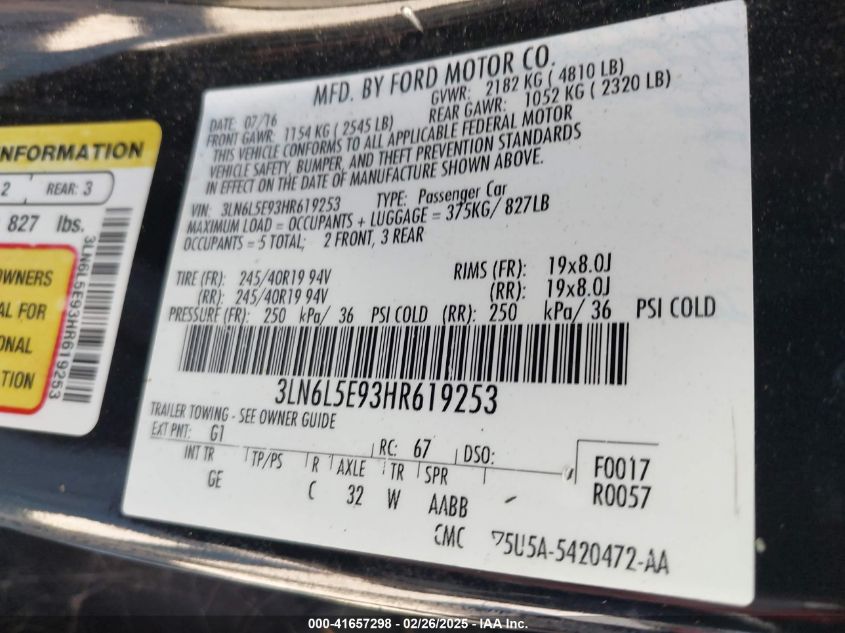 MFD. BY FORD MOTOR CO.
DATE: 07/16 GVWR: 2182 KG ( 4810 LB)
FRONT GAWR: 1154 KG ( 2545 LB) REAR GAWR: 1052 KG ( 2320 LB)
THIS VEHICLE CONFORMS TO ALL APPLICABLE FEDERAL MOTOR
VEHICLE SAFETY, BUMPER, AND THEFT PREVENTION STANDARDS
IN EFFECT ON THE DATE OF MANUFACTURE SHOWN ABOVE.
VIN: 3LN6L5E93HR619253 TYPE: Passenger Car
MAXIMUM LOAD = OCCUPANTS + LUGGAGE = 375KG/ 827LB
OCCUPANTS = 5 TOTAL; 2 FRONT, 3 REAR
TIRE (FR): 245/40R19 94V RIMS (FR): 19x8.0J
(RR): 245/40R19 94V (RR): 19x8.0J
PRESSURE (FR): 250 kPa/ 36 PSI COLD (RR): 250 kPa/ 36 PSI COLD
3LN6L5E93HR619253
TRAILER TOWING - SEE OWNER GUIDE
EXT PNT: G1 RC: 67 DSO:
INT TR TP/PS R AXLE TR SPR F0017
GE C 32 W AABB R0057
CMC 5U5A-5420472-AA
INFORMATION
2 REAR: 3
827 lbs.
OWNERS
AL FOR
ONAL
TION
3LN6L5E93HR619253
000-41657298 - 02/26/2025 - IAA Inc.